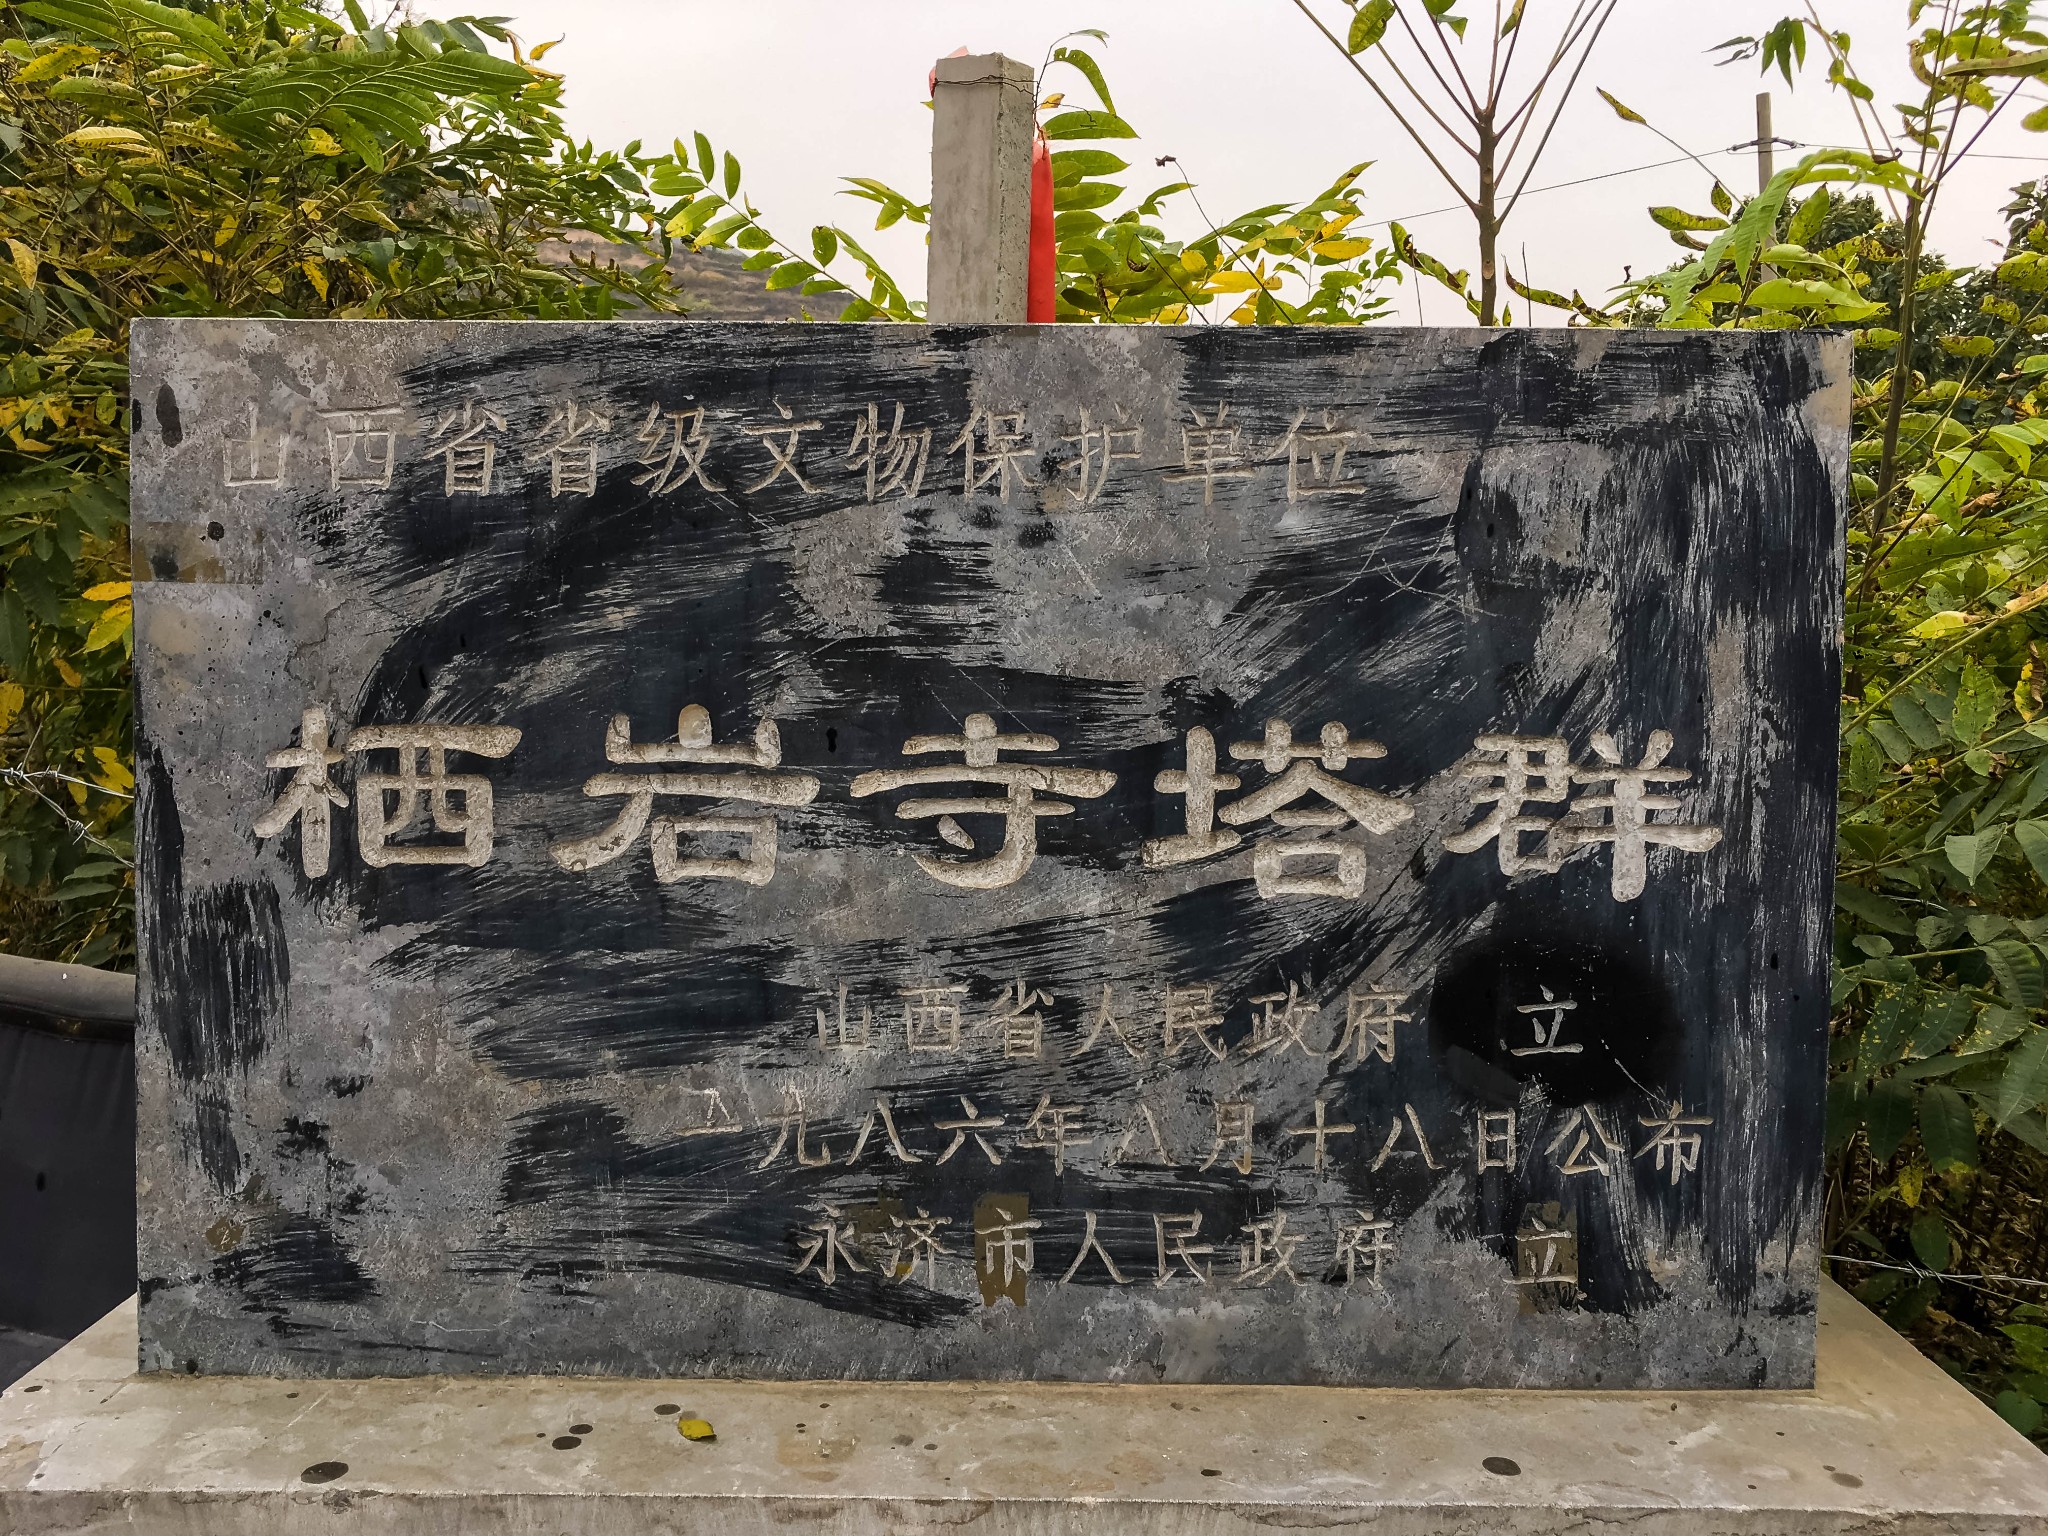 山西省省级文物保护单位
栖岩寺塔群
山西省人民政府 立
一九八六年八月十八日公布
永济市人民政府 立